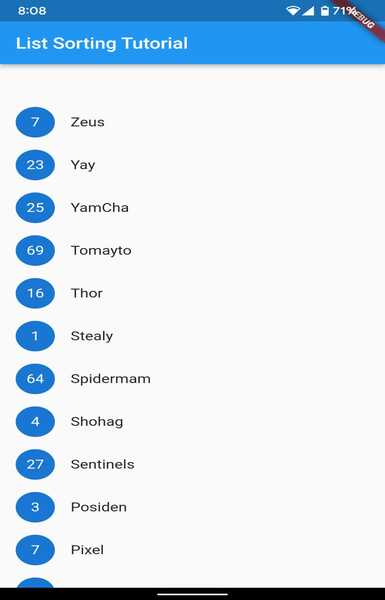 8:08
71%
DEBUG
List Sorting Tutorial
7 Zeus
23 Yay
25 YamCha
69 Tomayto
16 Thor
1 Stealy
64 Spidermam
4 Shohag
27 Sentinels
3 Posiden
7 Pixel